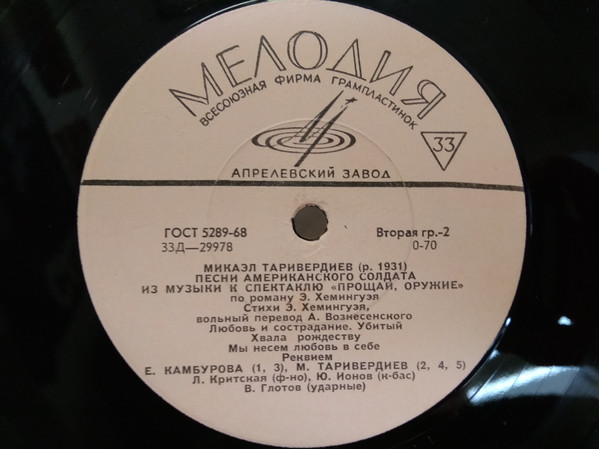 МЕЛОДИЯ
ВСЕСОЮЗНАЯ ФИРМА ГРАМПЛАСТИНОК
33
АПРЕЛЕВСКИЙ ЗАВОД
ГОСТ 5289-68 Вторая гр.-2
33Д—29978 0-70
МИКАЭЛ ТАРИВЕРДИЕВ (р. 1931)
ПЕСНИ АМЕРИКАНСКОГО СОЛДАТА
ИЗ МУЗЫКИ К СПЕКТАКЛЮ «ПРОЩАЙ, ОРУЖИЕ»
по роману Э. Хемингуэя
Стихи Э. Хемингуэя,
вольный перевод А. Вознесенского
Любовь и сострадание. Убитый
Хвала рождеству
Мы несем любовь в себе
Реквием
Е. КАМБУРОВА (1, 3), М. ТАРИВЕРДИЕВ (2, 4, 5)
Л. Критская (ф-но), Ю. Ионов (к-бас)
В. Глотов (ударные)